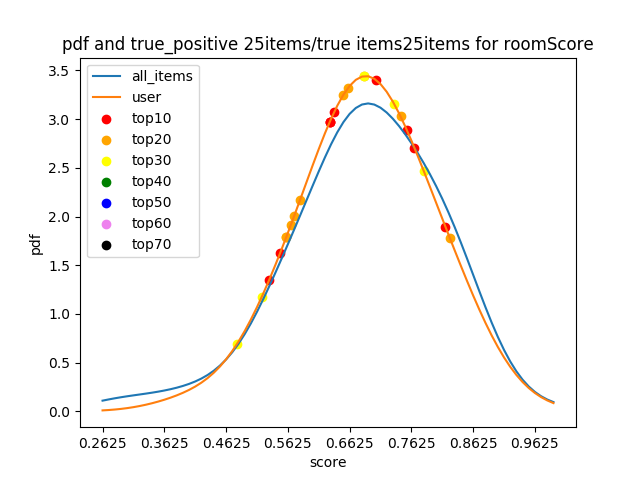 pdf and true_positive 25items/true items25items for roomScore
all_items
user
top10
top20
top30
top40
top50
top60
top70
3.5
3.0
2.5
2.0
1.5
1.0
0.5
0.0
pdf
0.2625 0.3625 0.4625 0.5625 0.6625 0.7625 0.8625 0.9625
score